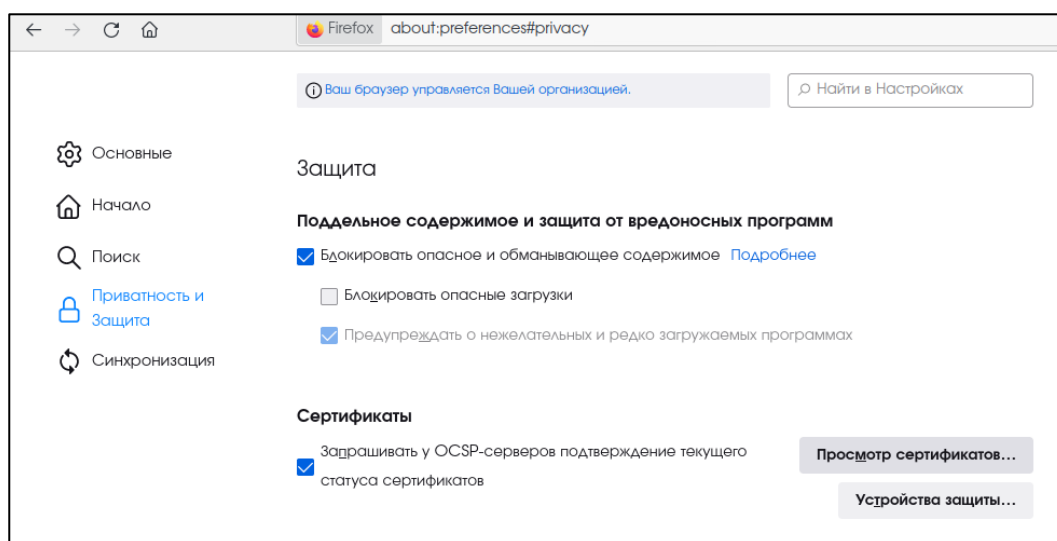 Firefox about:preferences#privacy
Ваш браузер управляется Вашей организацией.
Найти в Настройках
Основные
Начало
Поиск
Приватность и
Защита
Синхронизация
Защита
Поддельное содержимое и защита от вредоносных программ
Блокировать опасное и обманывающее содержимое Подробнее
Блокировать опасные загрузки
Предупреждать о нежелательных и редко загружаемых программах
Сертификаты
Запрашивать у OCSP-серверов подтверждение текущего
статуса сертификатов
Просмотр сертификатов...
Устройства защиты...